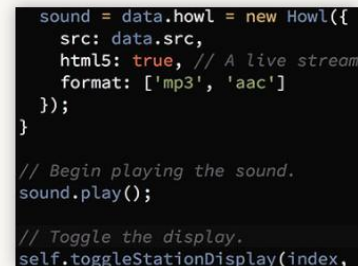 sound = data.howl = new Howl({
src: data.src,
html5: true, // A live stream
format: ['mp3', 'aac']
});
}
// Begin playing the sound.
sound.play();
// Toggle the display.
self.toggleStationDisplay(index,